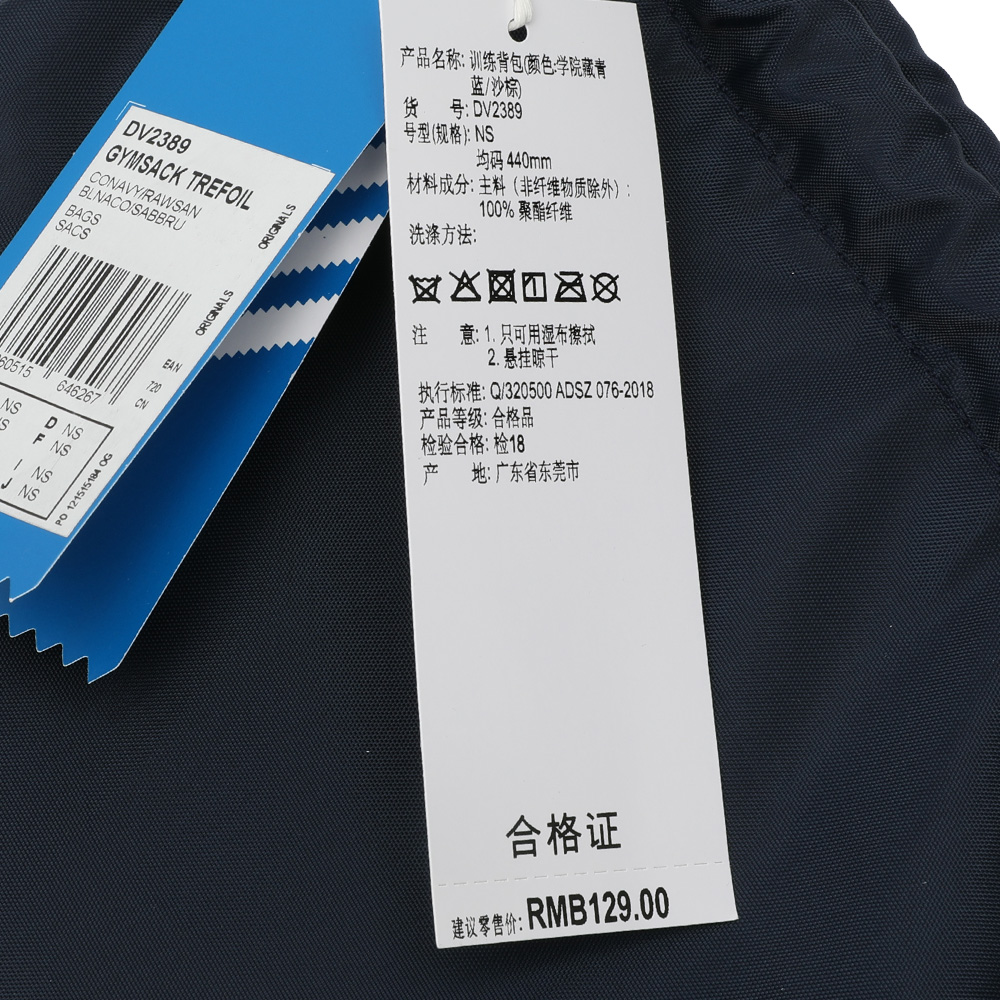 DV2389
GYMSACK TREFOIL
CONAVY/RAWSAN
BLNACO/SABBRU
BAGS
SACS
ORIGINALS
ORIGINALS
60515
646267
EAN
720
CN
NS
D NS
F NS
I NS
J NS
PO 121515184 OG
产品名称: 训练背包(颜色:学院藏青
蓝/沙棕)
货 号: DV2389
号型(规格): NS
均码 440mm
材料成分: 主料（非纤维物质除外）:
100% 聚酯纤维
洗涤方法:
注 意: 1. 只可用湿布擦拭
2. 悬挂晾干
执行标准: Q/320500 ADSZ 076-2018
产品等级: 合格品
检验合格: 检18
产 地: 广东省东莞市
合格证
建议零售价: RMB129.00